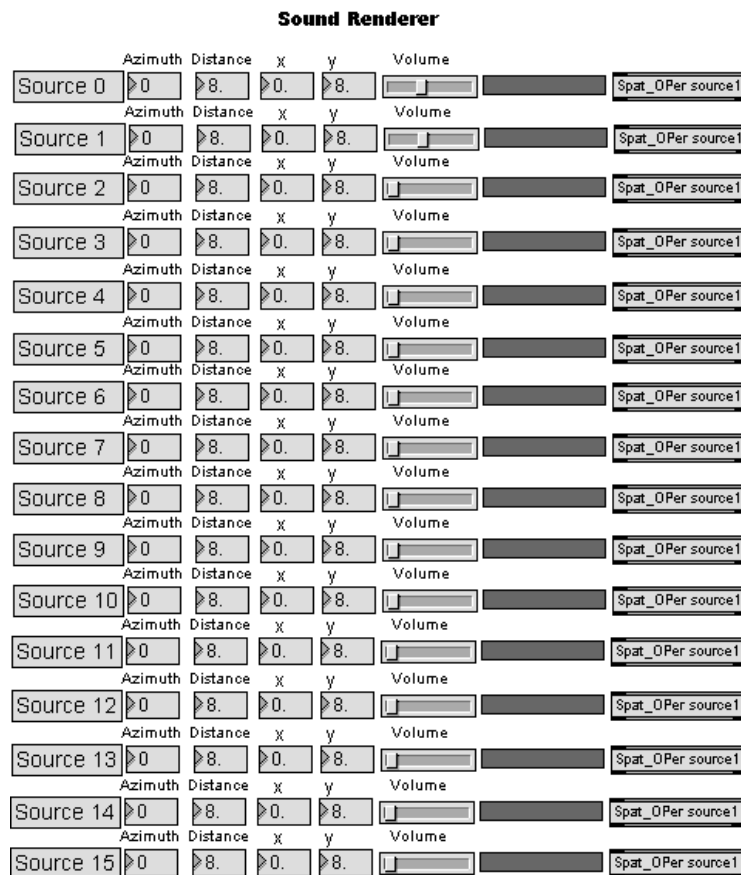 Sound Renderer
Azimuth Distance x y Volume
Source 0 0 8. 0. 8. Spat_OPer source1
Azimuth Distance x y Volume
Source 1 0 8. 0. 8. Spat_OPer source1
Azimuth Distance x y Volume
Source 2 0 8. 0. 8. Spat_OPer source1
Azimuth Distance x y Volume
Source 3 0 8. 0. 8. Spat_OPer source1
Azimuth Distance x y Volume
Source 4 0 8. 0. 8. Spat_OPer source1
Azimuth Distance x y Volume
Source 5 0 8. 0. 8. Spat_OPer source1
Azimuth Distance x y Volume
Source 6 0 8. 0. 8. Spat_OPer source1
Azimuth Distance x y Volume
Source 7 0 8. 0. 8. Spat_OPer source1
Azimuth Distance x y Volume
Source 8 0 8. 0. 8. Spat_OPer source1
Azimuth Distance x y Volume
Source 9 0 8. 0. 8. Spat_OPer source1
Azimuth Distance x y Volume
Source 10 0 8. 0. 8. Spat_OPer source1
Azimuth Distance x y Volume
Source 11 0 8. 0. 8. Spat_OPer source1
Azimuth Distance x y Volume
Source 12 0 8. 0. 8. Spat_OPer source1
Azimuth Distance x y Volume
Source 13 0 8. 0. 8. Spat_OPer source1
Azimuth Distance x y Volume
Source 14 0 8. 0. 8. Spat_OPer source1
Azimuth Distance x y Volume
Source 15 0 8. 0. 8. Spat_OPer source1